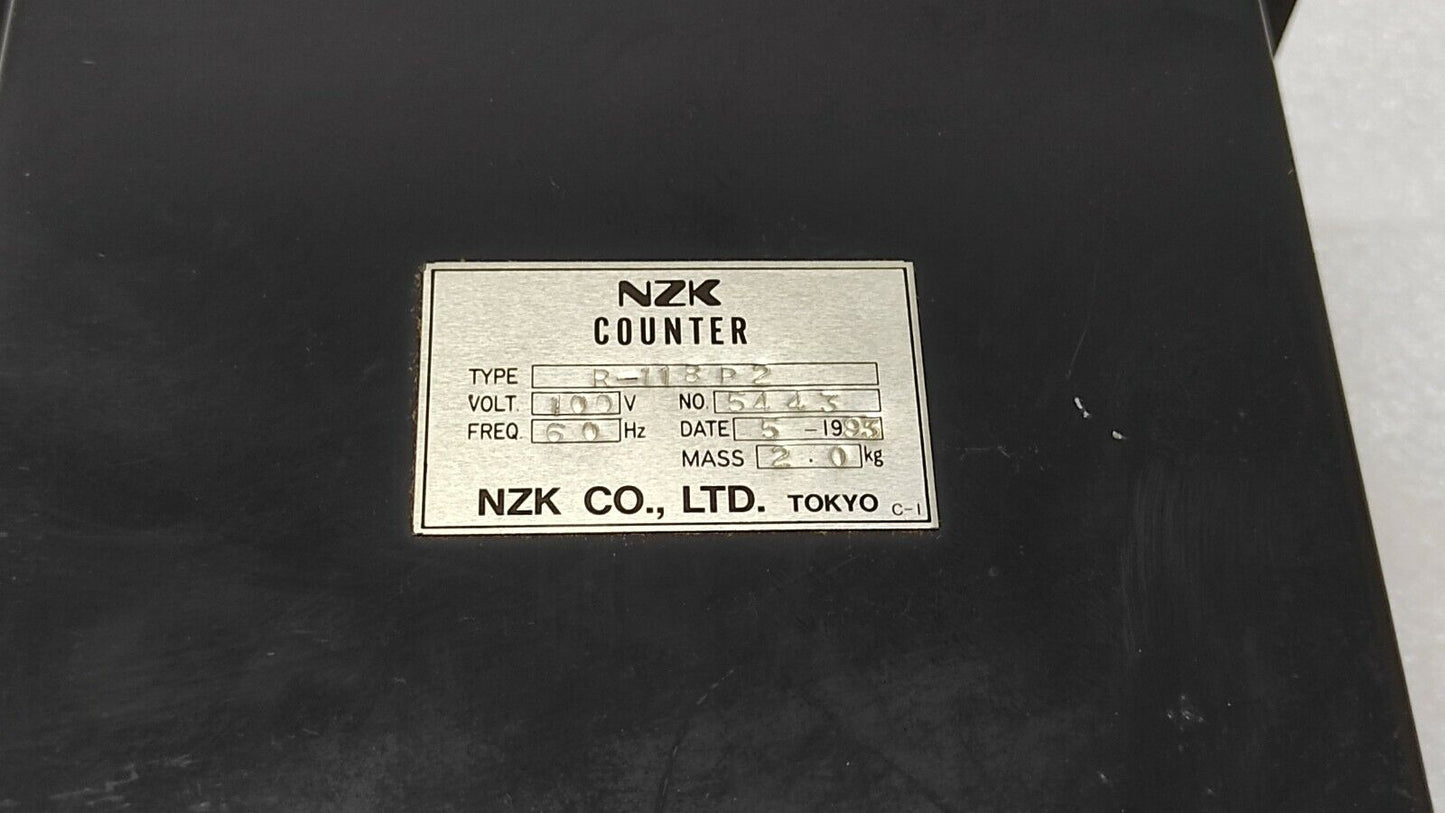 NZK
COUNTER
TYPE R-118P2
VOLT. 100 V NO. 5443
FREQ. 60 Hz DATE 5 -1993
MASS 2.0 kg
NZK CO., LTD. TOKYO C-1